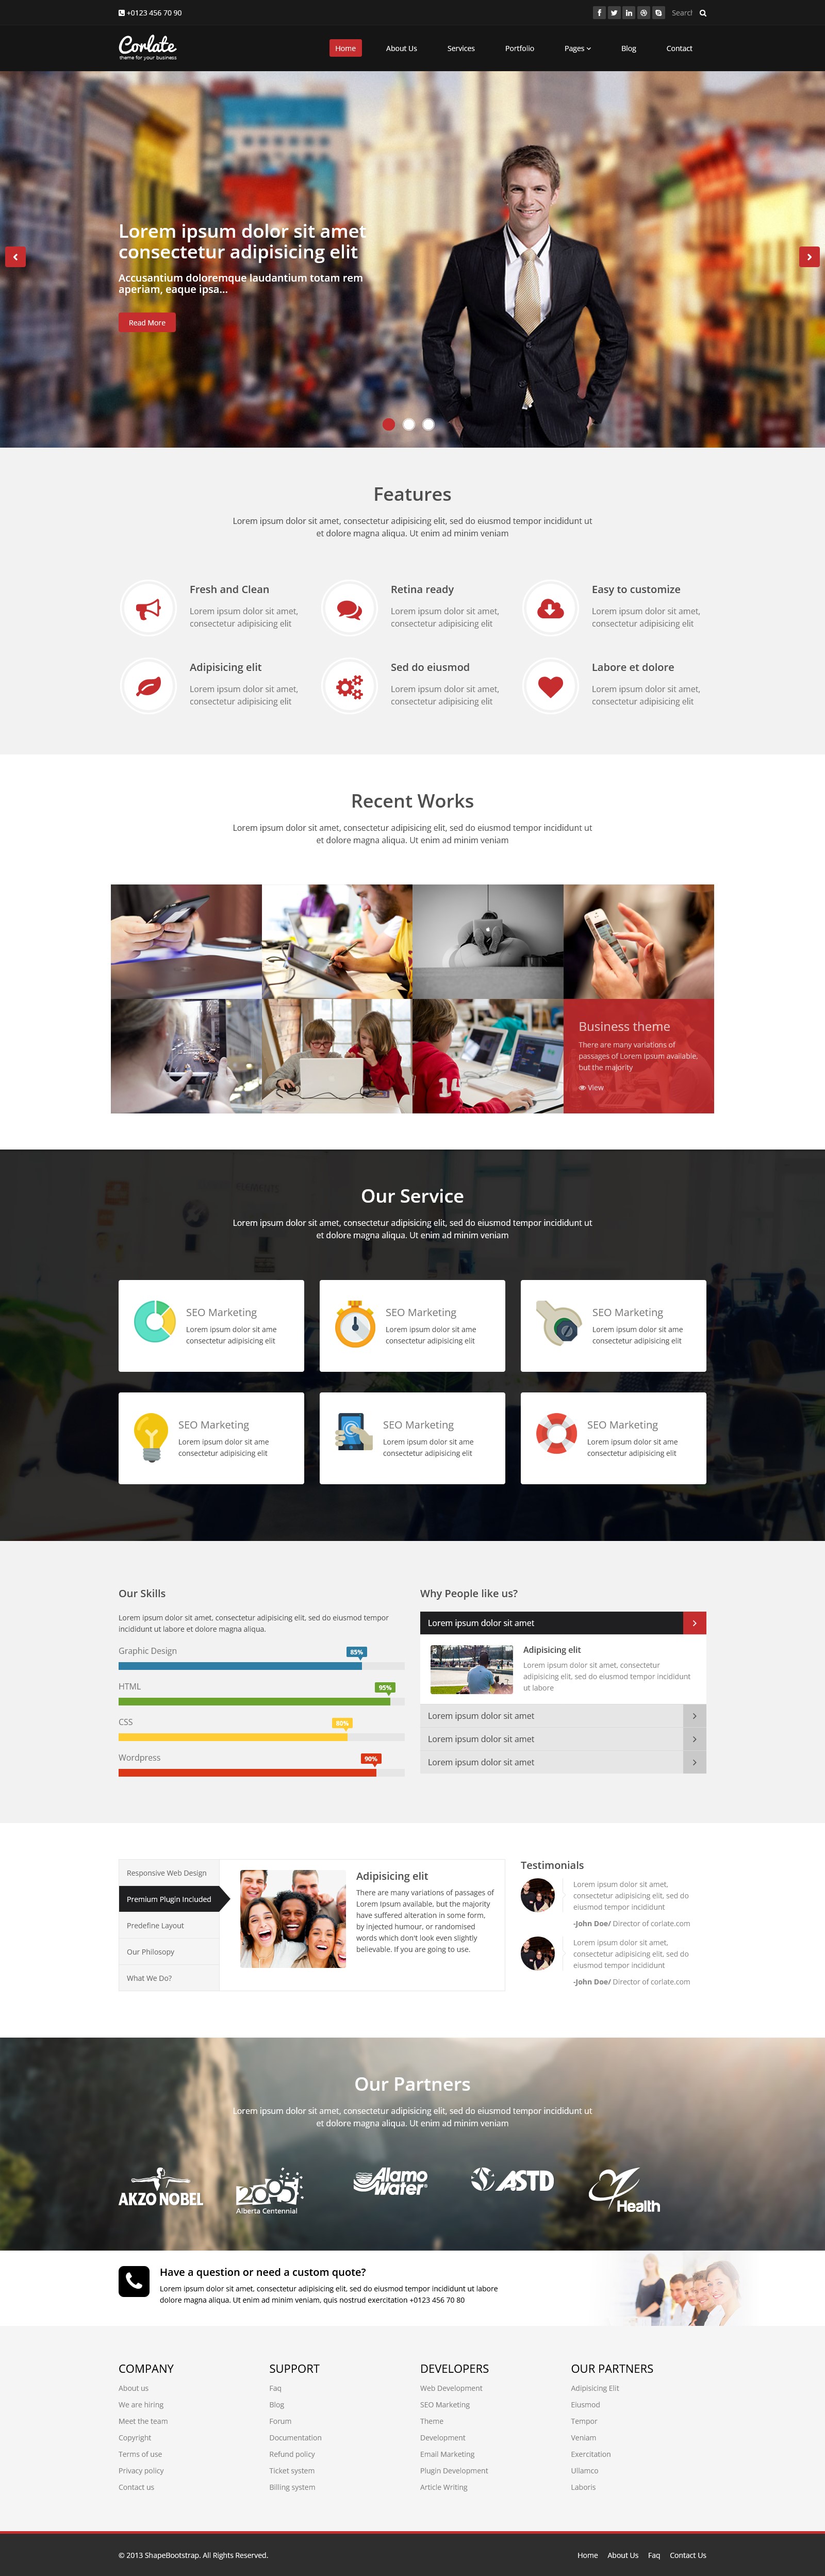 +0123 456 70 90
Search
Corlate
theme for your business
Home About Us Services Portfolio Pages Blog Contact
Lorem ipsum dolor sit amet
consectetur adipisicing elit
Accusantium doloremque laudantium totam rem
aperiam, eaque ipsa...
Read More
Features
Lorem ipsum dolor sit amet, consectetur adipisicing elit, sed do eiusmod tempor incididunt ut
et dolore magna aliqua. Ut enim ad minim veniam
Fresh and Clean
Lorem ipsum dolor sit amet,
consectetur adipisicing elit
Retina ready
Lorem ipsum dolor sit amet,
consectetur adipisicing elit
Easy to customize
Lorem ipsum dolor sit amet,
consectetur adipisicing elit
Adipisicing elit
Lorem ipsum dolor sit amet,
consectetur adipisicing elit
Sed do eiusmod
Lorem ipsum dolor sit amet,
consectetur adipisicing elit
Labore et dolore
Lorem ipsum dolor sit amet,
consectetur adipisicing elit
Recent Works
Lorem ipsum dolor sit amet, consectetur adipisicing elit, sed do eiusmod tempor incididunt ut
et dolore magna aliqua. Ut enim ad minim veniam
14
Business theme
There are many variations of
passages of Lorem Ipsum available,
but the majority
View
Our Service
Lorem ipsum dolor sit amet, consectetur adipisicing elit, sed do eiusmod tempor incididunt ut
et dolore magna aliqua. Ut enim ad minim veniam
SEO Marketing
Lorem ipsum dolor sit ame
consectetur adipisicing elit
SEO Marketing
Lorem ipsum dolor sit ame
consectetur adipisicing elit
SEO Marketing
Lorem ipsum dolor sit ame
consectetur adipisicing elit
SEO Marketing
Lorem ipsum dolor sit ame
consectetur adipisicing elit
SEO Marketing
Lorem ipsum dolor sit ame
consectetur adipisicing elit
SEO Marketing
Lorem ipsum dolor sit ame
consectetur adipisicing elit
Our Skills
Lorem ipsum dolor sit amet, consectetur adipisicing elit, sed do eiusmod tempor
incididunt ut labore et dolore magna aliqua.
Graphic Design
85%
HTML
95%
CSS
80%
Wordpress
90%
Why People like us?
Lorem ipsum dolor sit amet
Adipisicing elit
Lorem ipsum dolor sit amet, consectetur
adipisicing elit, sed do eiusmod tempor incididunt
ut labore
Lorem ipsum dolor sit amet
Lorem ipsum dolor sit amet
Lorem ipsum dolor sit amet
Responsive Web Design
Premium Plugin Included
Predefine Layout
Our Philosopy
What We Do?
Adipisicing elit
There are many variations of passages of
Lorem Ipsum available, but the majority
have suffered alteration in some form,
by injected humour, or randomised
words which don't look even slightly
believable. If you are going to use.
Testimonials
Lorem ipsum dolor sit amet,
consectetur adipisicing elit, sed do
eiusmod tempor incididunt
-John Doe/ Director of corlate.com
Lorem ipsum dolor sit amet,
consectetur adipisicing elit, sed do
eiusmod tempor incididunt
-John Doe/ Director of corlate.com
Our Partners
Lorem ipsum dolor sit amet, consectetur adipisicing elit, sed do eiusmod tempor incididunt ut
et dolore magna aliqua. Ut enim ad minim veniam
AKZO NOBEL
2005
Alberta Centennial
Alamo
Water
ASTD
Health
Have a question or need a custom quote?
Lorem ipsum dolor sit amet, consectetur adipisicing elit, sed do eiusmod tempor incididunt ut labore
dolore magna aliqua. Ut enim ad minim veniam, quis nostrud exercitation +0123 456 70 80
COMPANY
About us
We are hiring
Meet the team
Copyright
Terms of use
Privacy policy
Contact us
SUPPORT
Faq
Blog
Forum
Documentation
Refund policy
Ticket system
Billing system
DEVELOPERS
Web Development
SEO Marketing
Theme
Development
Email Marketing
Plugin Development
Article Writing
OUR PARTNERS
Adipisicing Elit
Eiusmod
Tempor
Veniam
Exercitation
Ullamco
Laboris
© 2013 ShapeBootstrap. All Rights Reserved.
Home About Us Faq Contact Us